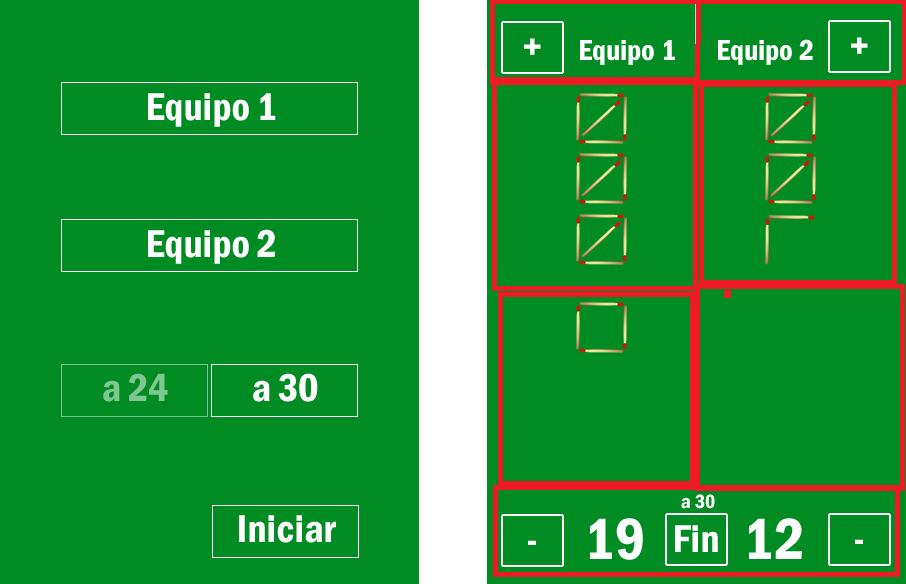 Equipo 1
Equipo 2
a 24 a 30
Iniciar
+ Equipo 1 Equipo 2 +
a 30
- 19 Fin 12 -